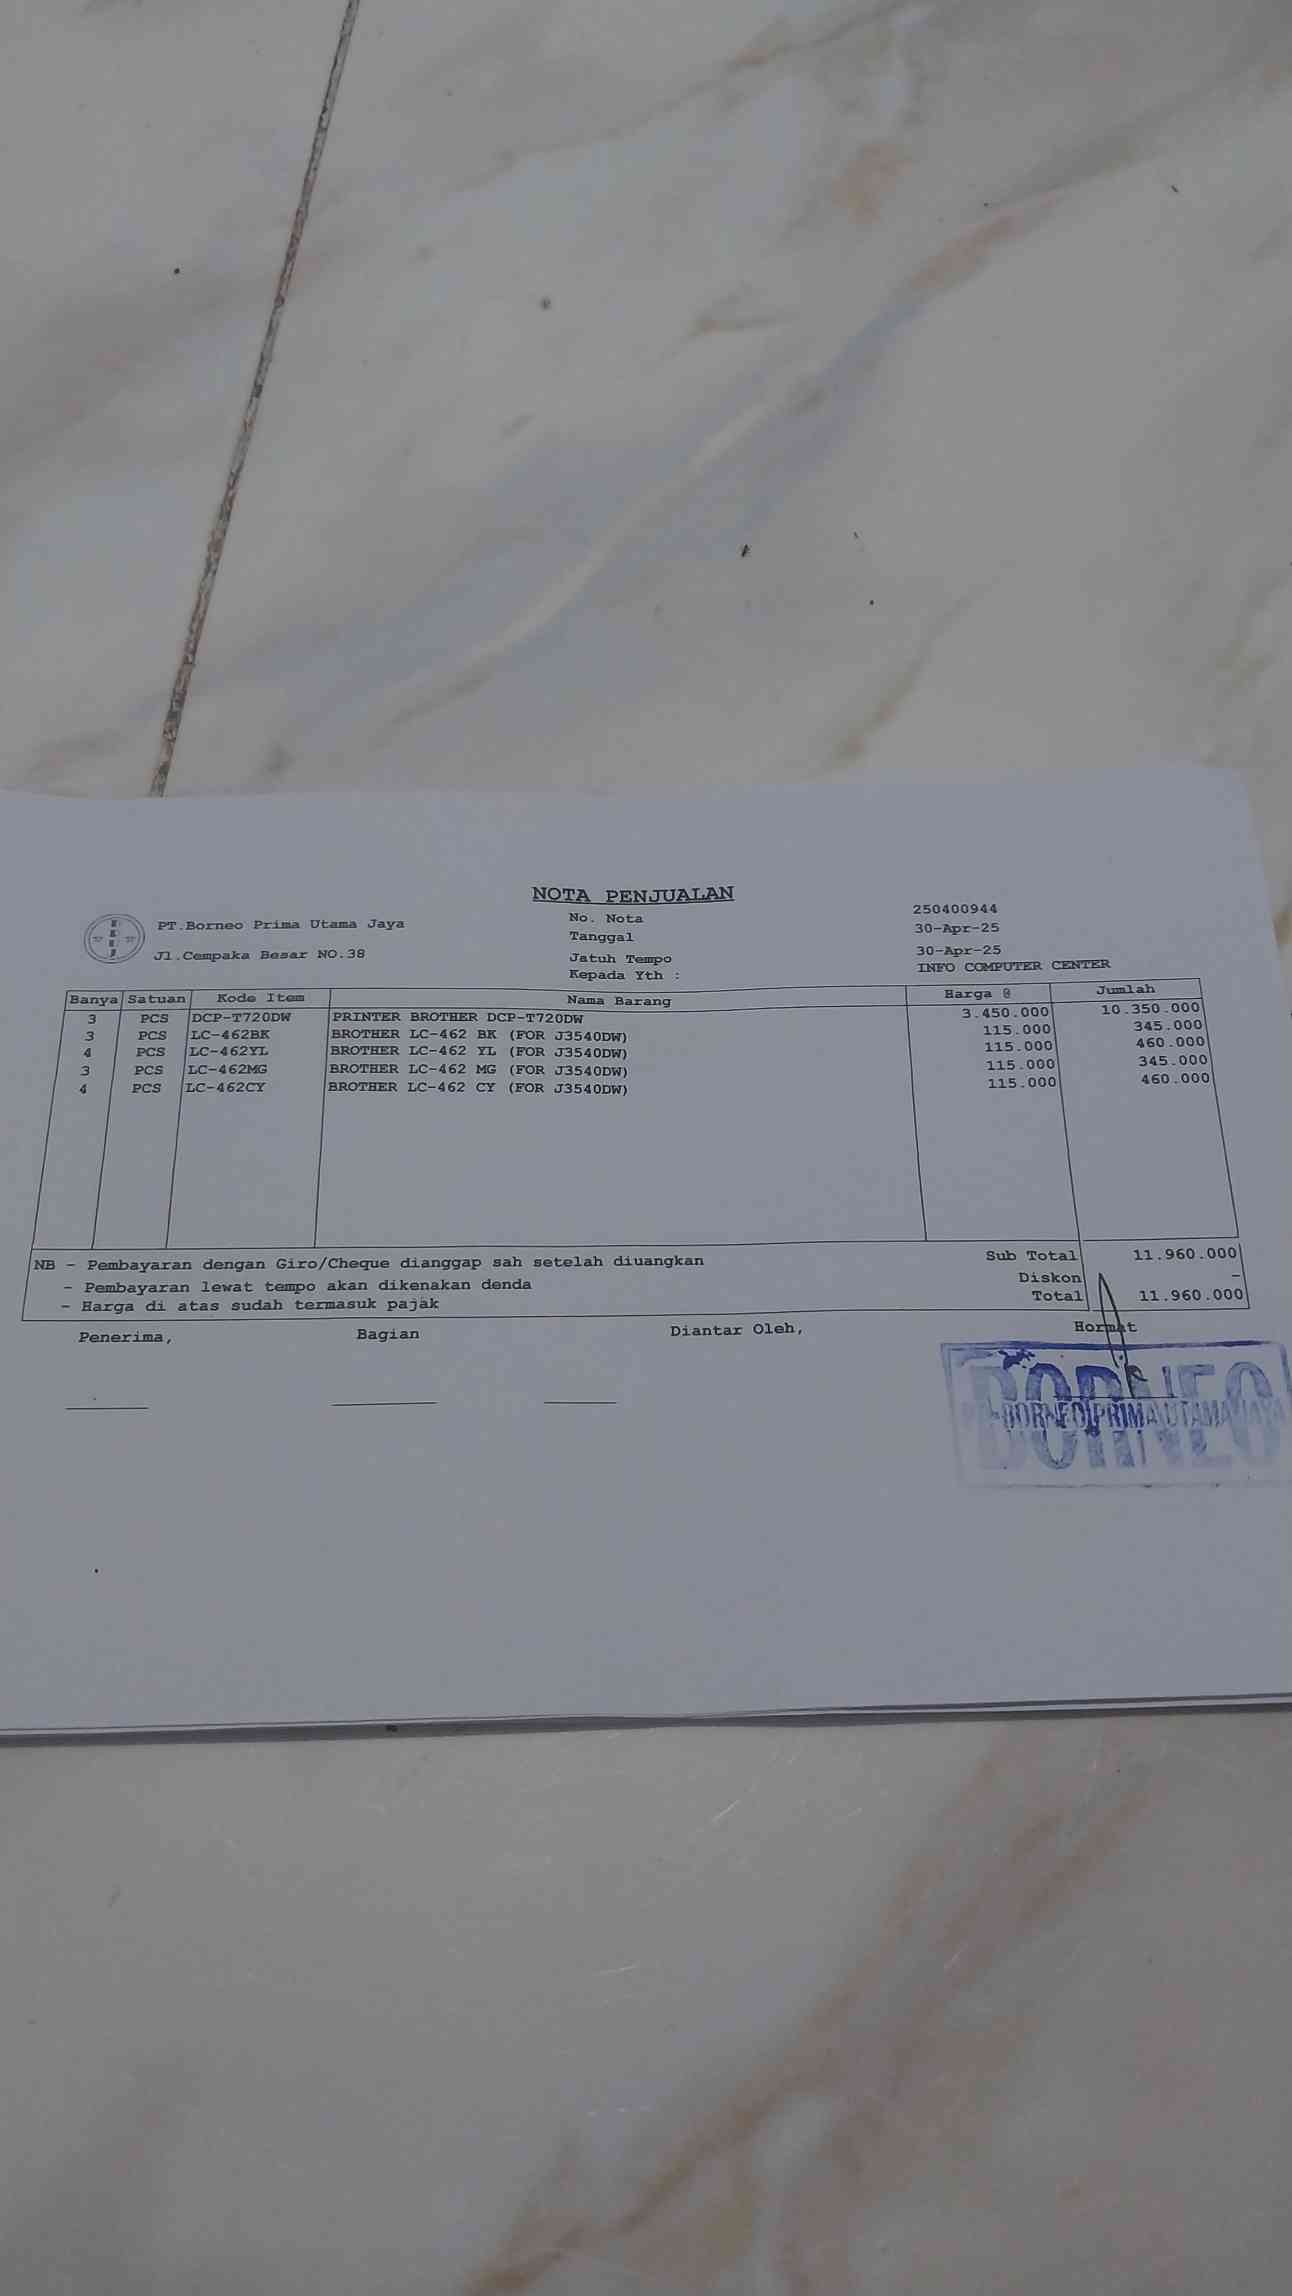 NOTA PENJUALAN
PT.Borneo Prima Utama Jaya
Jl.Cempaka Besar NO.38
No. Nota 250400944
Tanggal 30-Apr-25
Jatuh Tempo 30-Apr-25
Kepada Yth : INFO COMPUTER CENTER
Banya Satuan Kode Item Nama Barang Harga @ Jumlah
3 PCS DCP-T720DW PRINTER BROTHER DCP-T720DW 3.450.000 10.350.000
3 PCS LC-462BK BROTHER LC-462 BK (FOR J3540DW) 115.000 345.000
4 PCS LC-462YL BROTHER LC-462 YL (FOR J3540DW) 115.000 460.000
3 PCS LC-462MG BROTHER LC-462 MG (FOR J3540DW) 115.000 345.000
4 PCS LC-462CY BROTHER LC-462 CY (FOR J3540DW) 115.000 460.000
NB - Pembayaran dengan Giro/Cheque dianggap sah setelah diuangkan Sub Total 11.960.000
- Pembayaran lewat tempo akan dikenakan denda Diskon -
- Harga di atas sudah termasuk pajak Total 11.960.000
Penerima, Bagian Diantar Oleh, Hormat
BORNEO
BORNEO PRIMA UTAMA JAYA